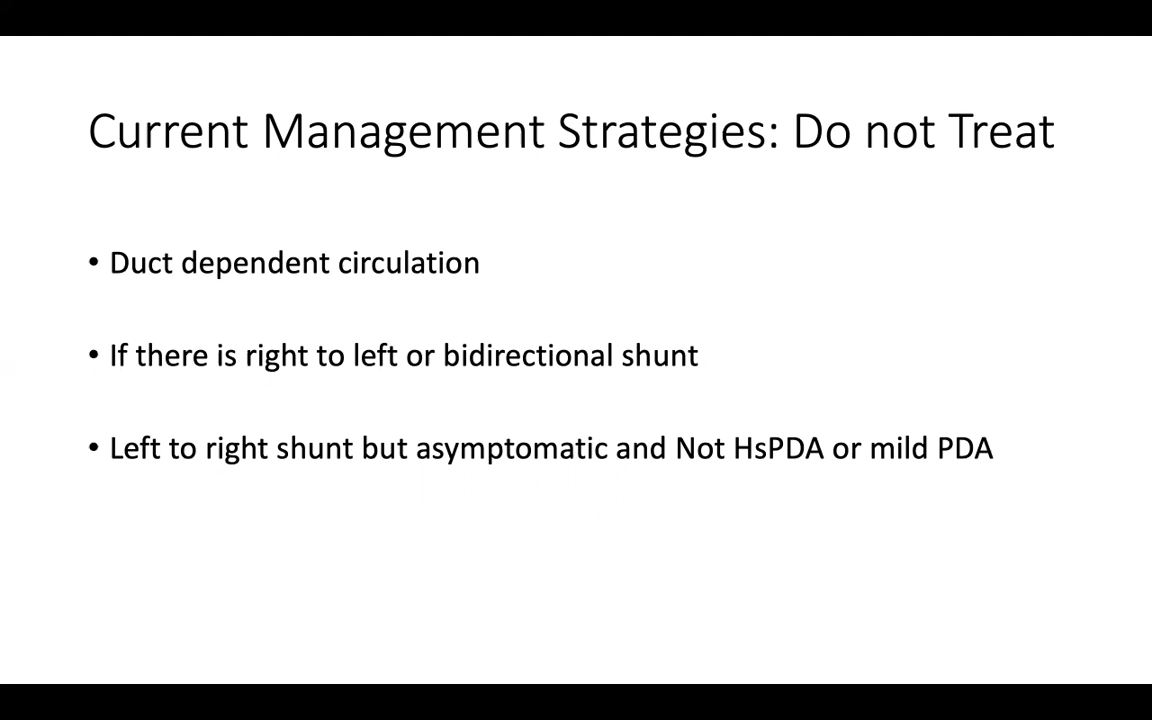 Current Management Strategies: Do not Treat
• Duct dependent circulation
• If there is right to left or bidirectional shunt
• Left to right shunt but asymptomatic and Not HsPDA or mild PDA